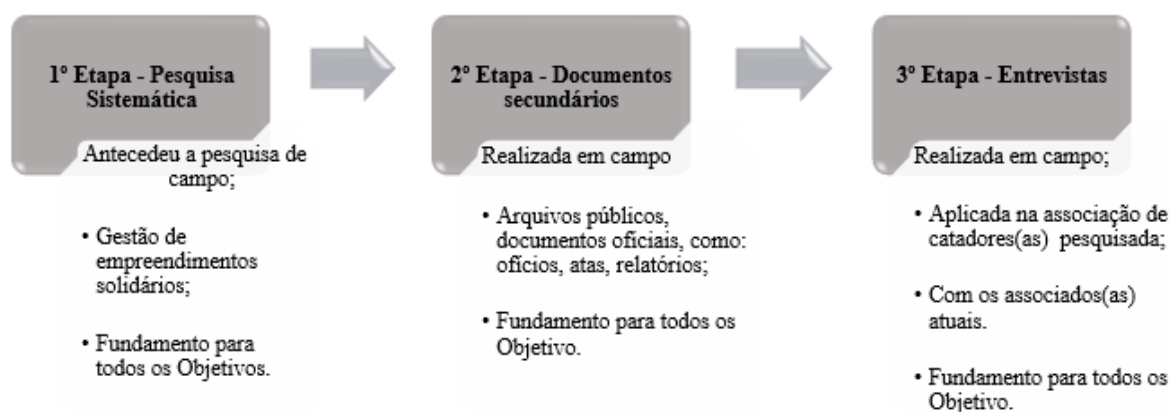 1º Etapa - Pesquisa
Sistemática
Antecedeu a pesquisa de
campo;
• Gestão de
empreendimentos
solidários;
• Fundamento para
todos os Objetivos.
2º Etapa - Documentos
secundários
Realizada em campo
• Arquivos públicos,
documentos oficiais, como:
ofícios, atas, relatórios;
• Fundamento para todos os
Objetivo.
3º Etapa - Entrevistas
Realizada em campo;
• Aplicada na associação de
catadores(as) pesquisada;
• Com os associados(as)
atuais.
• Fundamento para todos os
Objetivo.